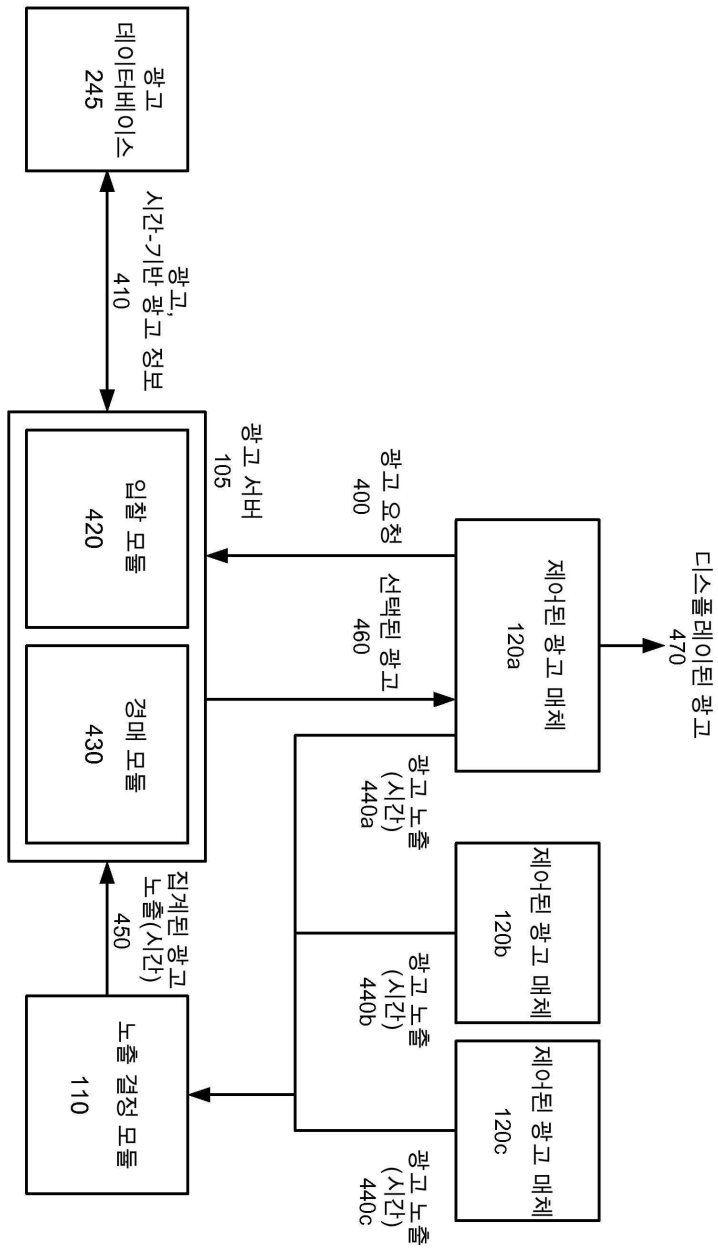 디스플레이된 광고
470
제어된 광고 매체
120a
제어된 광고 매체
120b
제어된 광고 매체
120c
광고 요청
400
선택된 광고
460
광고 노출
(시간)
440a
광고 노출
(시간)
440b
광고 노출
(시간)
440c
광고
데이터베이스
245
광고,
시간-기반 광고 정보
410
광고 서버
105
입찰 모듈
420
경매 모듈
430
집계된 광고
노출(시간)
450
노출 결정 모듈
110